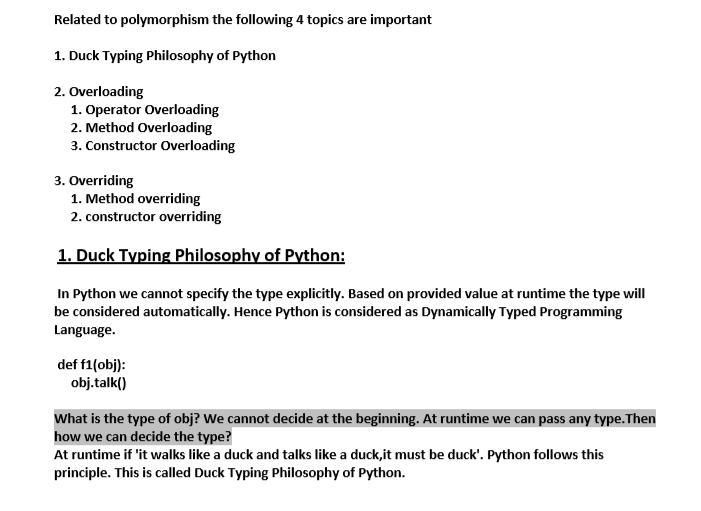 Related to polymorphism the following 4 topics are important
1. Duck Typing Philosophy of Python
2. Overloading
1. Operator Overloading
2. Method Overloading
3. Constructor Overloading
3. Overriding
1. Method overriding
2. constructor overriding
1. Duck Typing Philosophy of Python:
In Python we cannot specify the type explicitly. Based on provided value at runtime the type will
be considered automatically. Hence Python is considered as Dynamically Typed Programming
Language.
def f1(obj):
obj.talk()
What is the type of obj? We cannot decide at the beginning. At runtime we can pass any type.Then
how we can decide the type?
At runtime if 'it walks like a duck and talks like a duck,it must be duck'. Python follows this
principle. This is called Duck Typing Philosophy of Python.